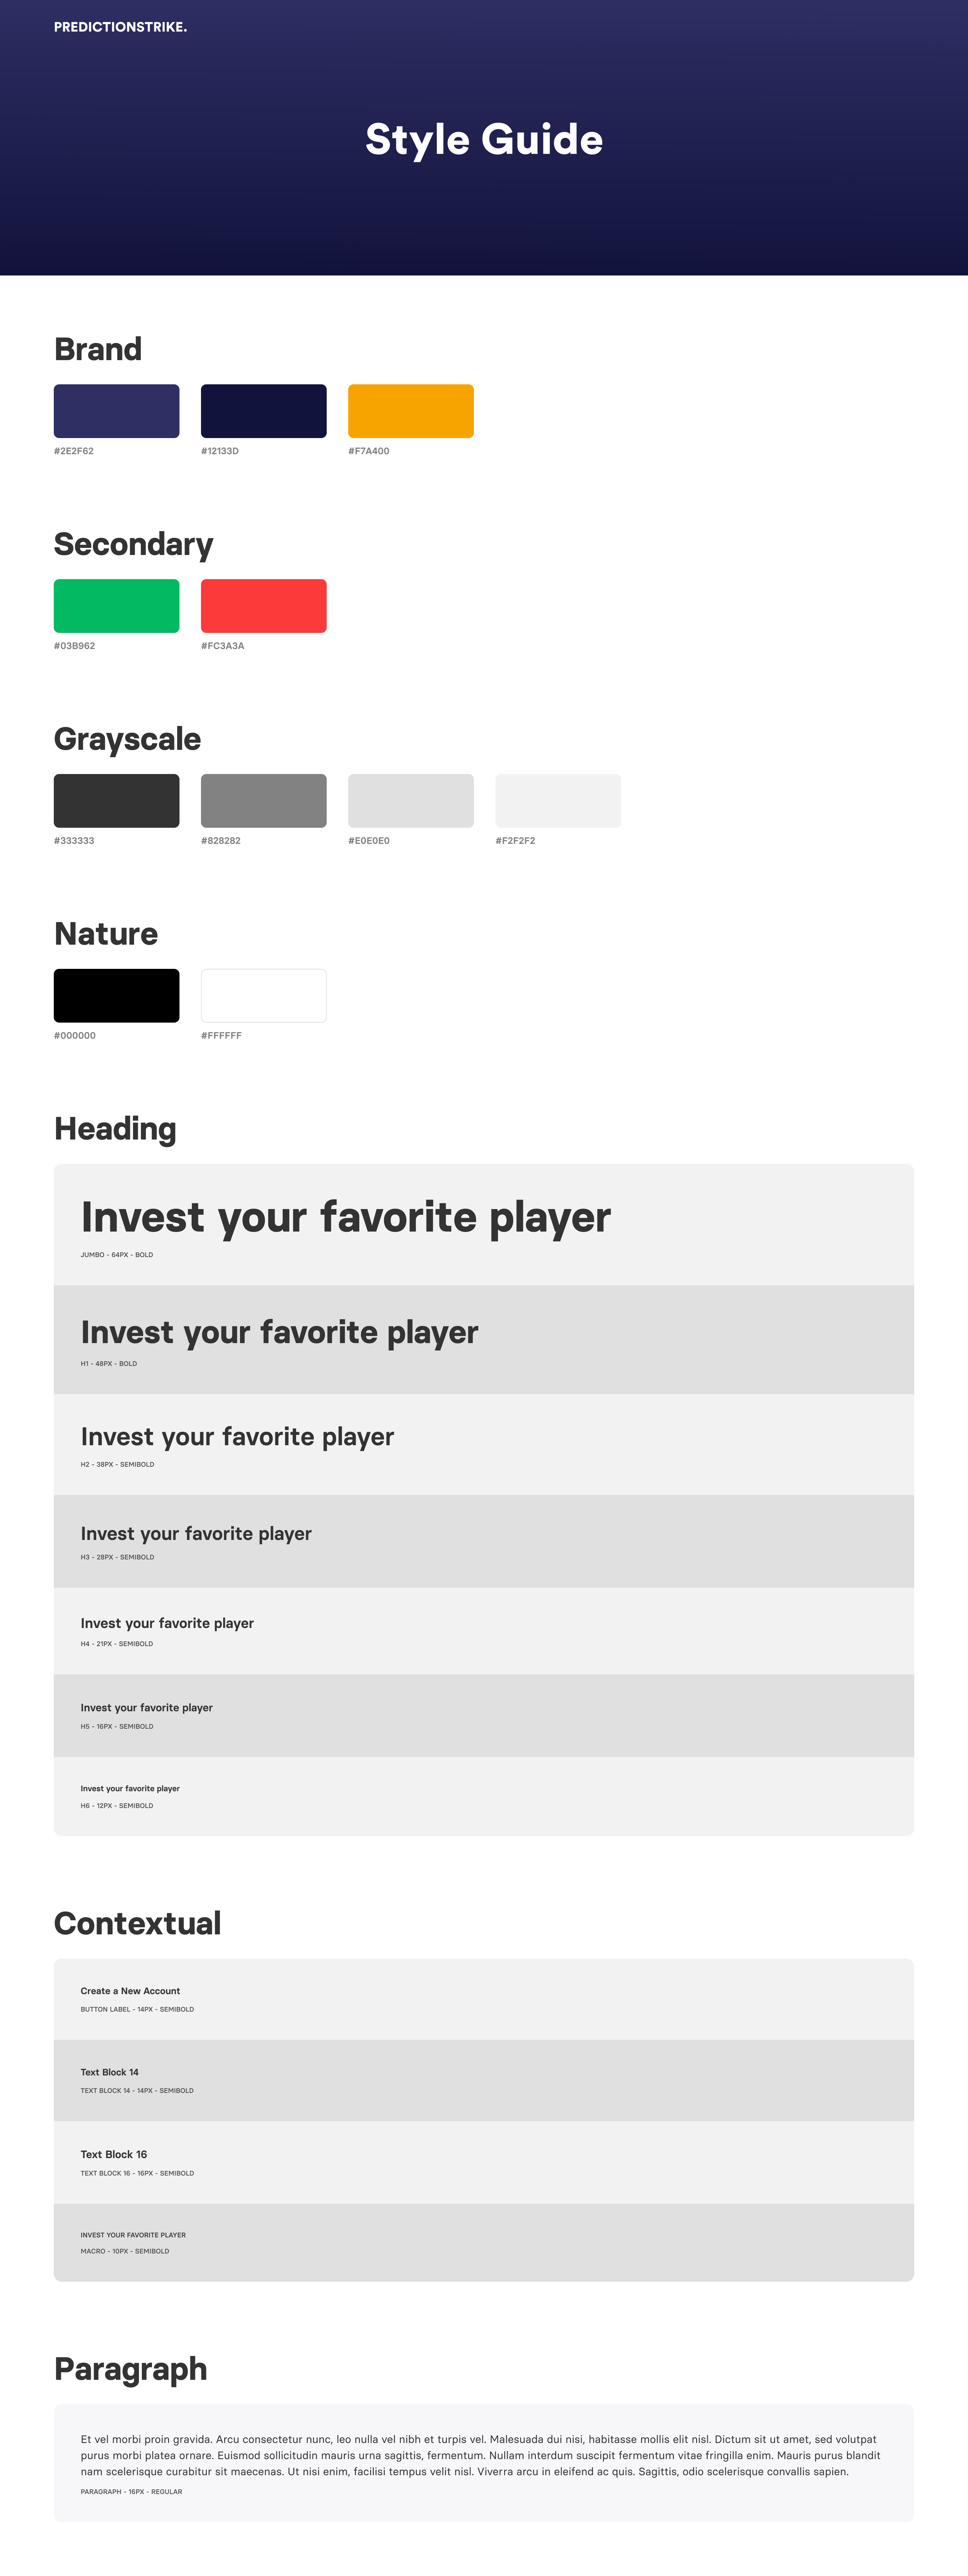 PREDICTIONSTRIKE.
Style Guide
Brand
#2E2F62 #12133D #F7A400
Secondary
#03B962 #FC3A3A
Grayscale
#333333 #828282 #E0E0E0 #F2F2F2
Nature
#000000 #FFFFFF
Heading
Invest your favorite player
JUMBO - 64PX - BOLD
Invest your favorite player
H1 - 48PX - BOLD
Invest your favorite player
H2 - 38PX - SEMIBOLD
Invest your favorite player
H3 - 28PX - SEMIBOLD
Invest your favorite player
H4 - 21PX - SEMIBOLD
Invest your favorite player
H5 - 16PX - SEMIBOLD
Invest your favorite player
H6 - 12PX - SEMIBOLD
Contextual
Create a New Account
BUTTON LABEL - 14PX - SEMIBOLD
Text Block 14
TEXT BLOCK 14 - 14PX - SEMIBOLD
Text Block 16
TEXT BLOCK 16 - 16PX - SEMIBOLD
INVEST YOUR FAVORITE PLAYER
MACRO - 10PX - SEMIBOLD
Paragraph
Et vel morbi proin gravida. Arcu consectetur nunc, leo nulla vel nibh et turpis vel. Malesuada dui nisi, habitasse mollis elit nisl. Dictum sit ut amet, sed volutpat
purus morbi platea ornare. Euismod sollicitudin mauris urna sagittis, fermentum. Nullam interdum suscipit fermentum vitae fringilla enim. Mauris purus blandit
nam scelerisque curabitur sit maecenas. Ut nisi enim, facilisi tempus velit nisl. Viverra arcu in eleifend ac quis. Sagittis, odio scelerisque convallis sapien.
PARAGRAPH - 16PX - REGULAR